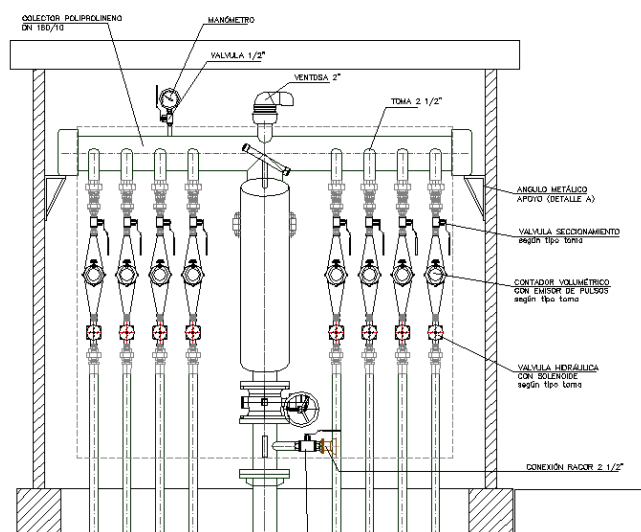 COLECTOR POLIPROLINENO
DN 160/10
MANÓMETRO
VALVULA 1/2"
VENTOSA 2"
TOMA 2 1/2"
ANGULO METÁLICO
APOYO (DETALLE A)
VALVULA SECCIONAMIENTO
según tipo toma
CONTADOR VOLUMÉTRICO
CON EMISOR DE PULSOS
según tipo toma
VALVULA HIDRÁULICA
CON SOLENOIDE
según tipo toma
CONEXIÓN RACOR 2 1/2"